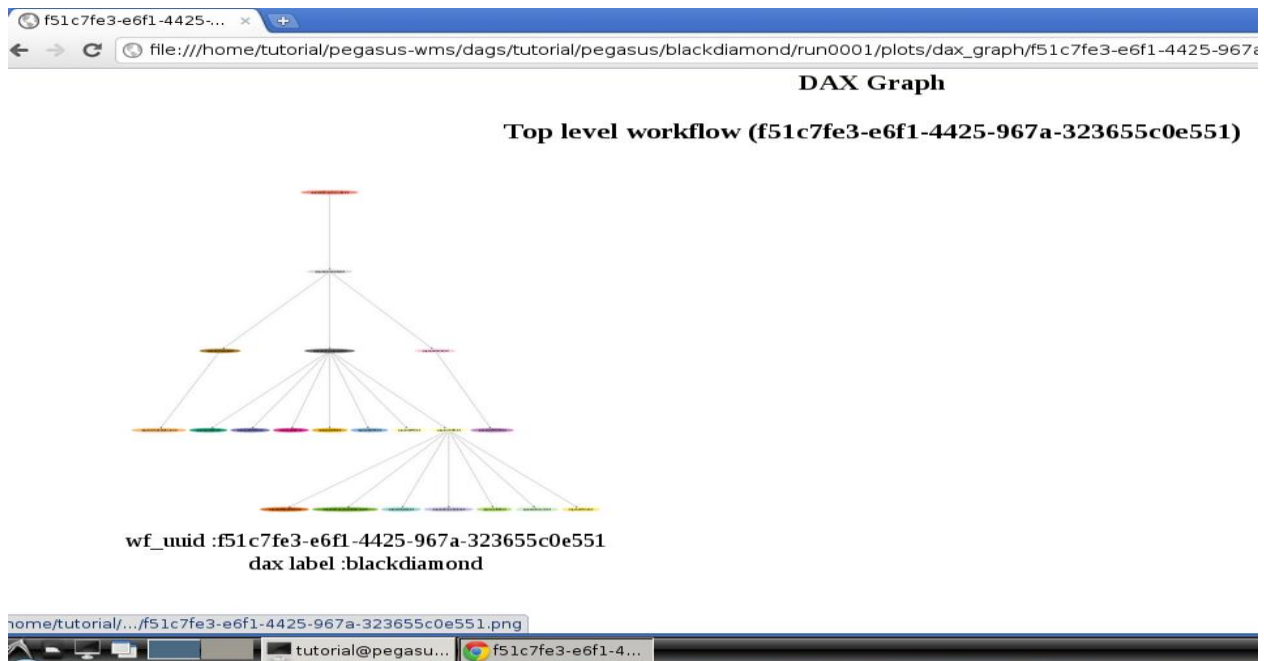 f51c7fe3-e6f1-4425-...
file:///home/tutorial/pegasus-wms/dags/tutorial/pegasus/blackdiamond/run0001/plots/dax_graph/f51c7fe3-e6f1-4425-967a
DAX Graph
Top level workflow (f51c7fe3-e6f1-4425-967a-323655c0e551)
wf_uuid :f51c7fe3-e6f1-4425-967a-323655c0e551
dax label :blackdiamond
home/tutorial/.../f51c7fe3-e6f1-4425-967a-323655c0e551.png
tutorial@pegasu...
f51c7fe3-e6f1-4...